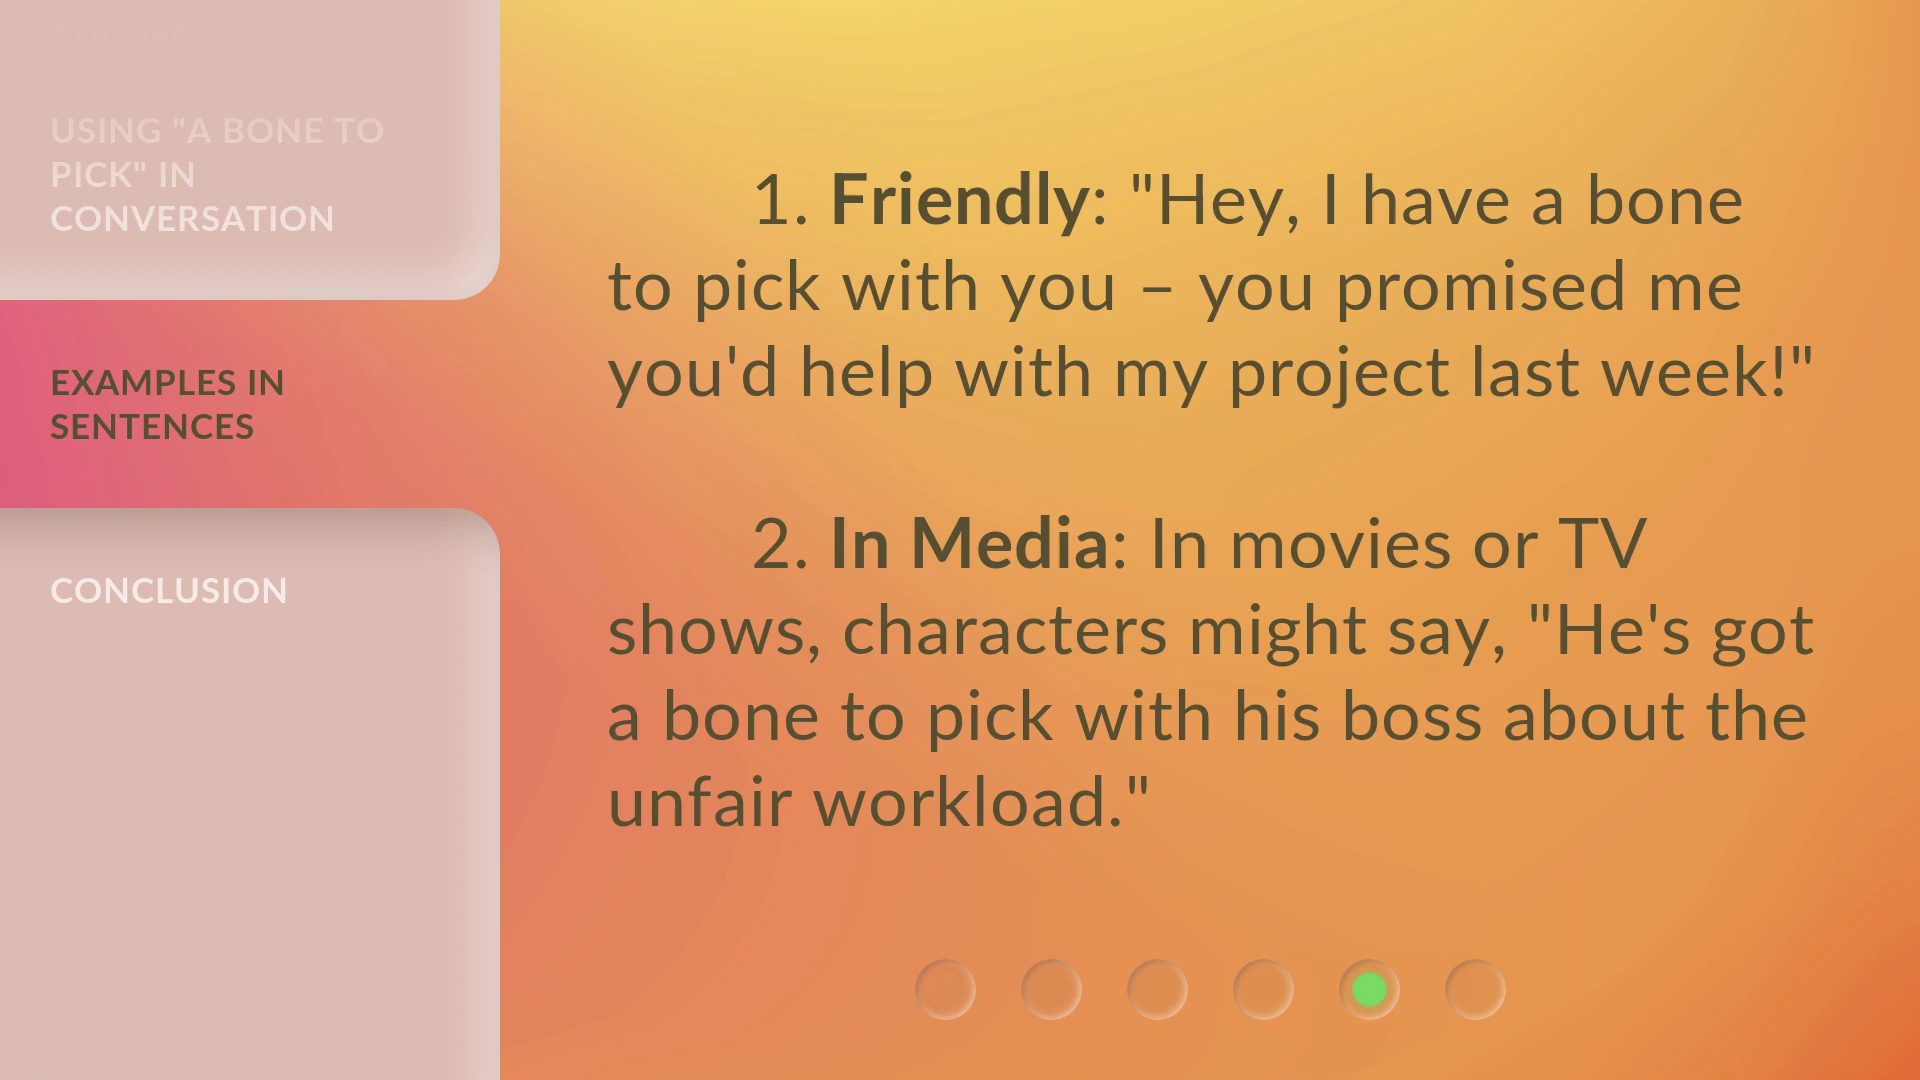 PHRASE
USING "A BONE TO
PICK" IN
CONVERSATION
EXAMPLES IN
SENTENCES
CONCLUSION
1. Friendly: "Hey, I have a bone
to pick with you – you promised me
you'd help with my project last week!"
2. In Media: In movies or TV
shows, characters might say, "He's got
a bone to pick with his boss about the
unfair workload."